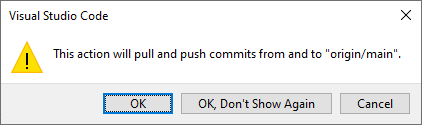 Visual Studio Code
This action will pull and push commits from and to "origin/main".
OK
OK, Don't Show Again
Cancel